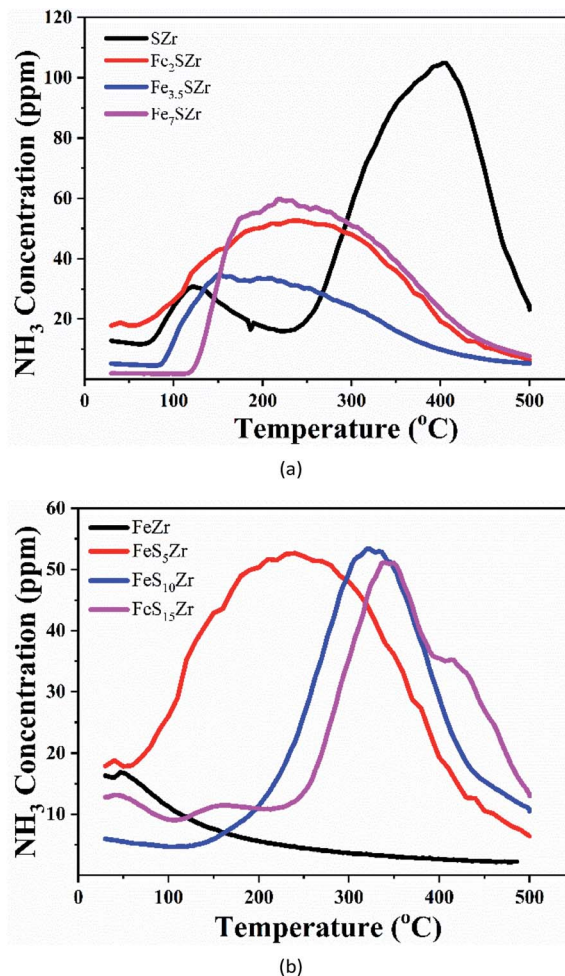 120
100
80
60
40
20
0
NH₃ Concentration (ppm)
SZr
Fe₂SZr
Fe₃.₅SZr
Fe₇SZr
0 100 200 300 400 500
Temperature (°C)
(a)
60
50
40
30
20
10
NH₃ Concentration (ppm)
FeZr
FeS₅Zr
FeS₁₀Zr
FeS₁₅Zr
0 100 200 300 400 500
Temperature (°C)
(b)